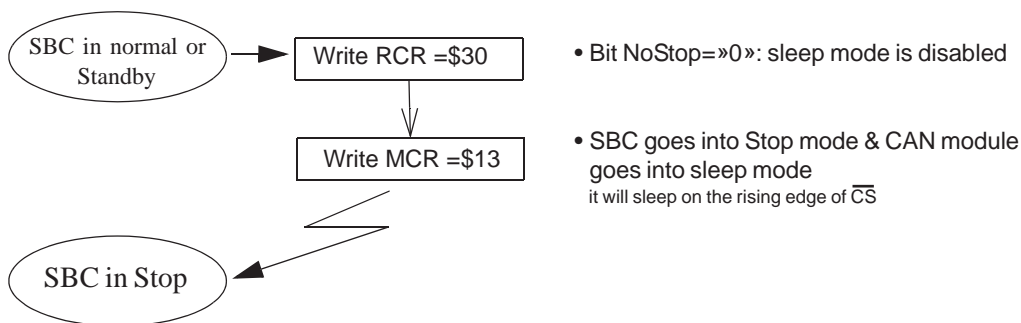 SBC in normal or
Standby
Write RCR =$30
• Bit NoStop=»0»: sleep mode is disabled
Write MCR =$13
• SBC goes into Stop mode & CAN module
goes into sleep mode
it will sleep on the rising edge of C̅S̅
SBC in Stop